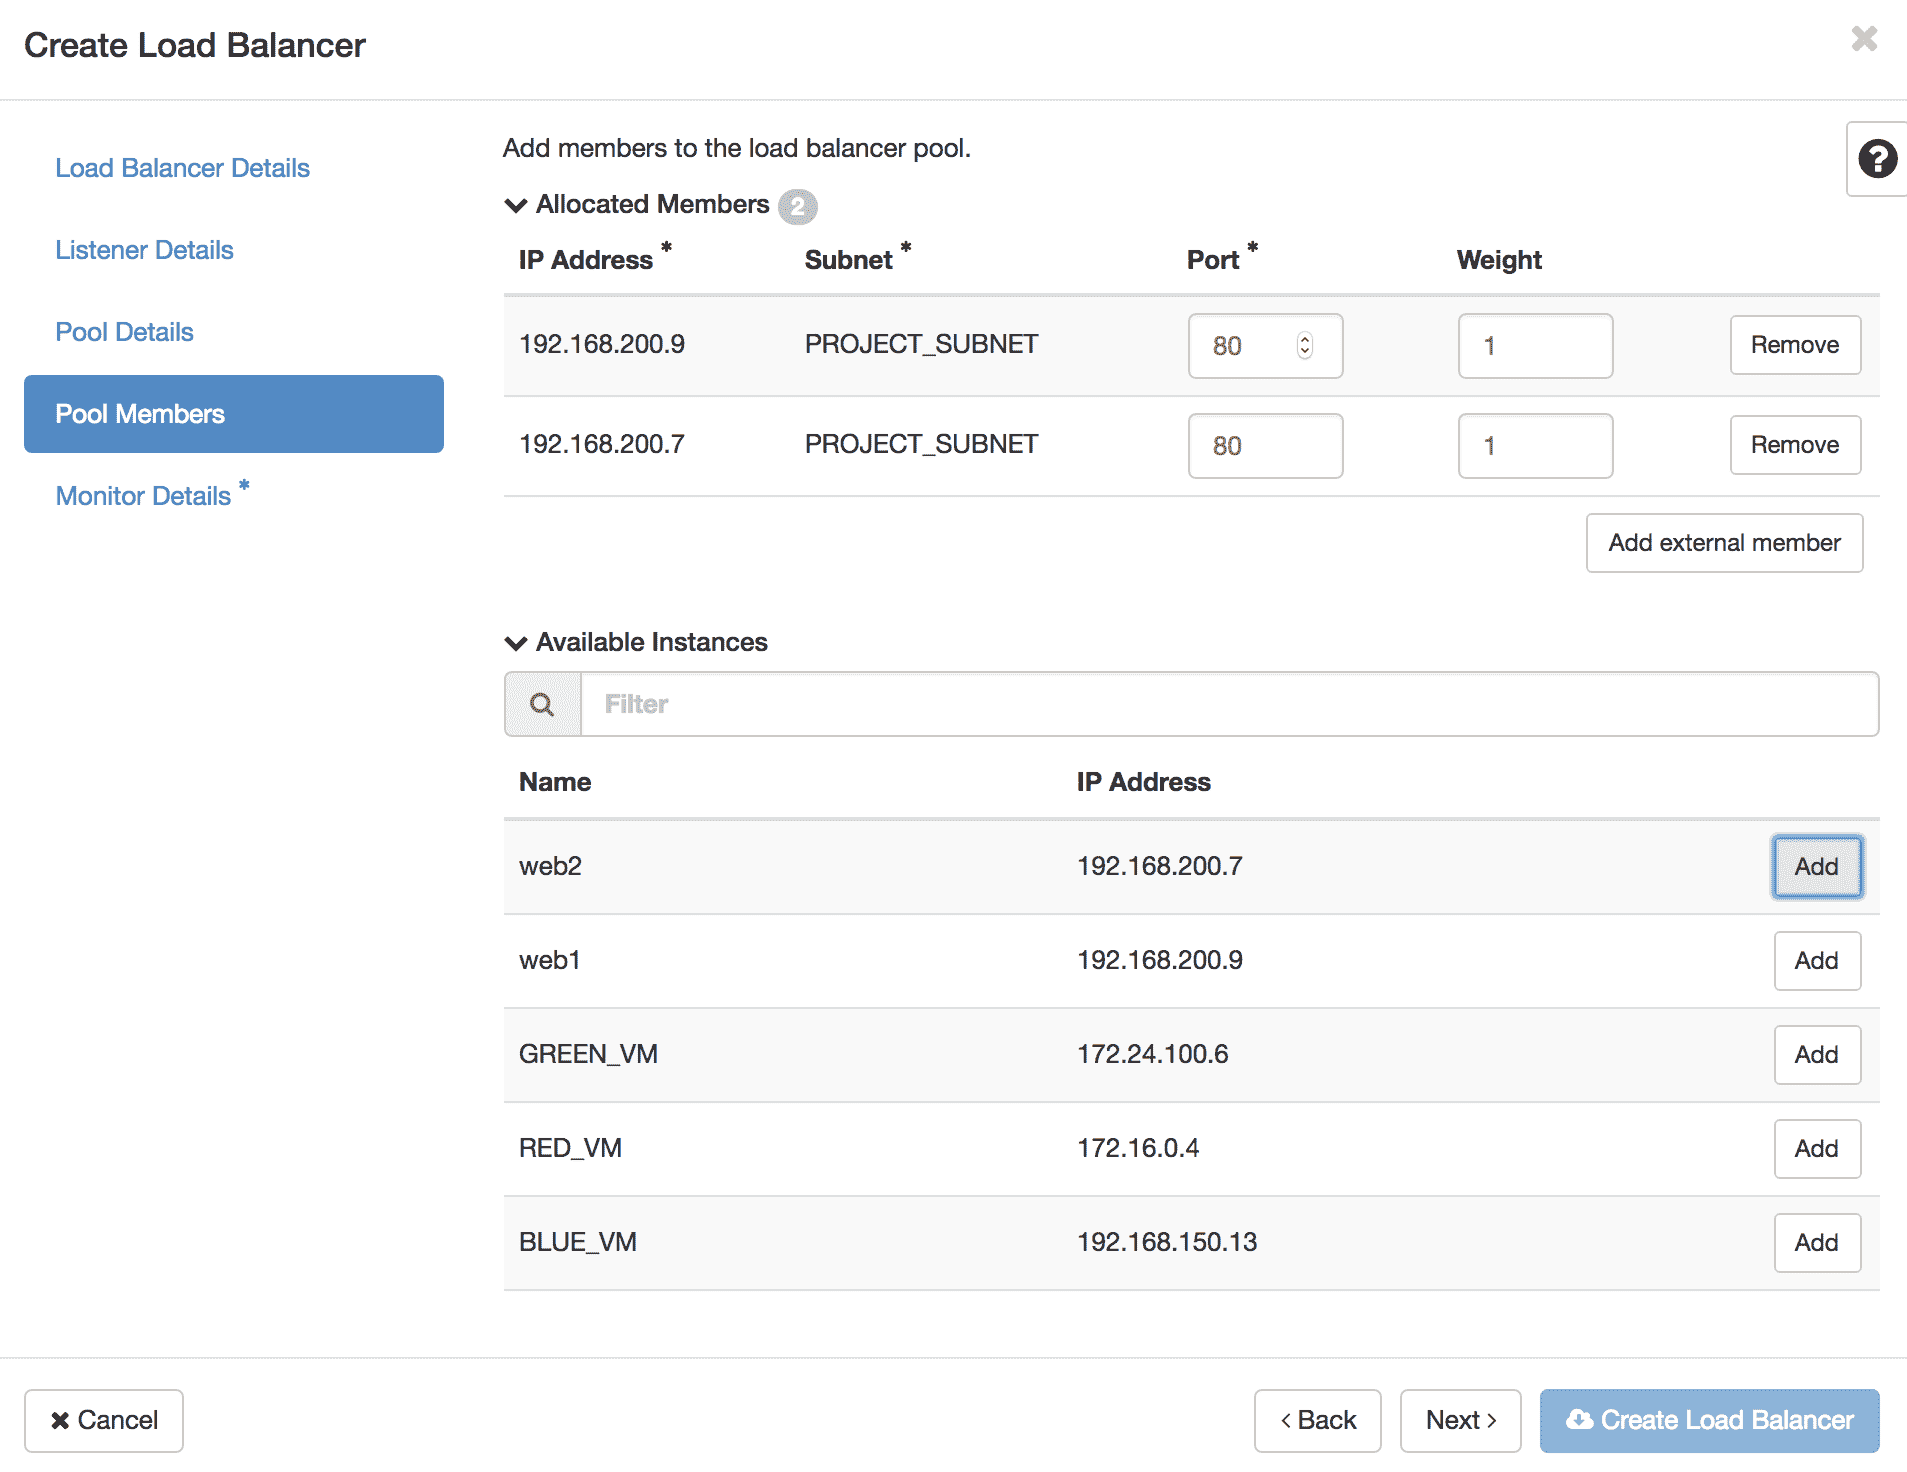 Create Load Balancer
Load Balancer Details
Listener Details
Pool Details
Pool Members
Monitor Details *
Add members to the load balancer pool.
Allocated Members 2
IP Address * Subnet * Port * Weight
192.168.200.9 PROJECT_SUBNET 80 1 Remove
192.168.200.7 PROJECT_SUBNET 80 1 Remove
Add external member
Available Instances
Filter
Name IP Address
web2 192.168.200.7 Add
web1 192.168.200.9 Add
GREEN_VM 172.24.100.6 Add
RED_VM 172.16.0.4 Add
BLUE_VM 192.168.150.13 Add
Cancel
Back
Next
Create Load Balancer